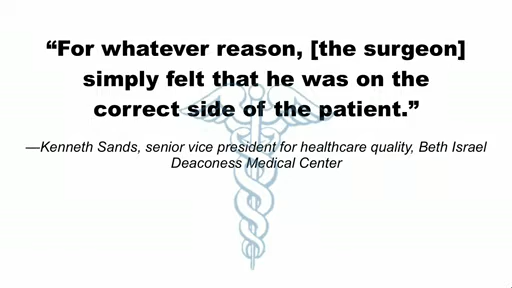 “For whatever reason, [the surgeon]
simply felt that he was on the
correct side of the patient.”
—Kenneth Sands, senior vice president for healthcare quality, Beth Israel
Deaconess Medical Center